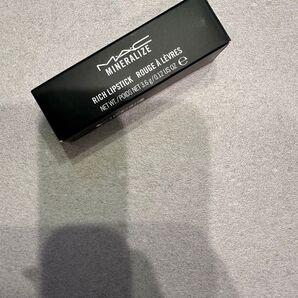 MAC
MINERALIZE
RICH LIPSTICK ROUGE À LÈVRES
NET WT/POIDS NET 3.6 g/0.12 US OZ ℮